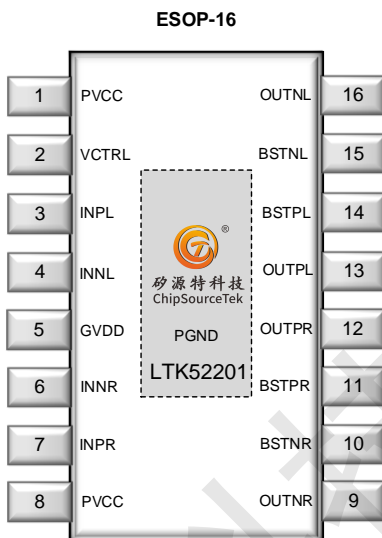 ESOP-16
1 PVCC OUTNL 16
2 VCTRL BSTNL 15
3 INPL BSTPL 14
4 INNL OUTPL 13
5 GVDD OUTPR 12
6 INNR BSTPR 11
7 INPR BSTNR 10
8 PVCC OUTNR 9
®
矽源特科技
ChipSourceTek
PGND
LTK52201